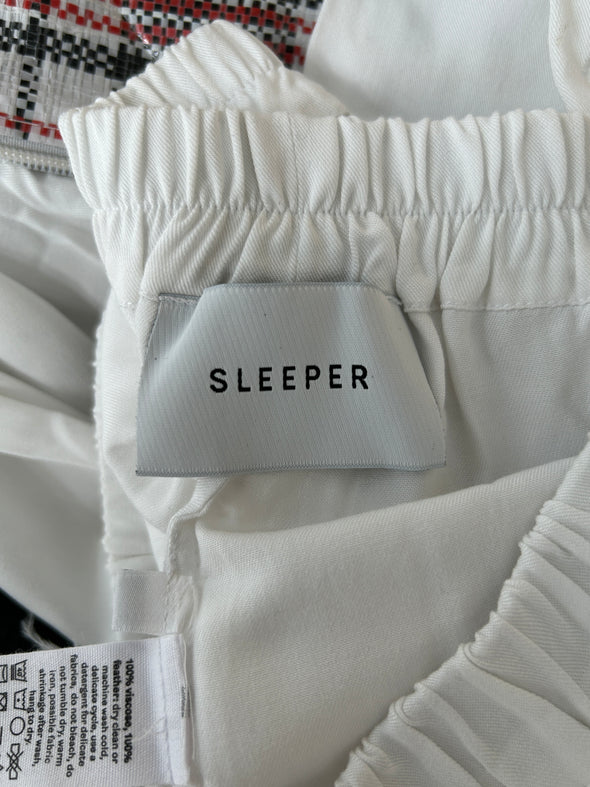 SLEEPER
100% viscose, 100%
feather: dry clean or
machine wash cold,
delicate cycle, use a
detergent for delicate
fabrics, do not bleach, do
not tumble dry, warm
iron, possible fabric
shrinkage after wash,
hang to dry